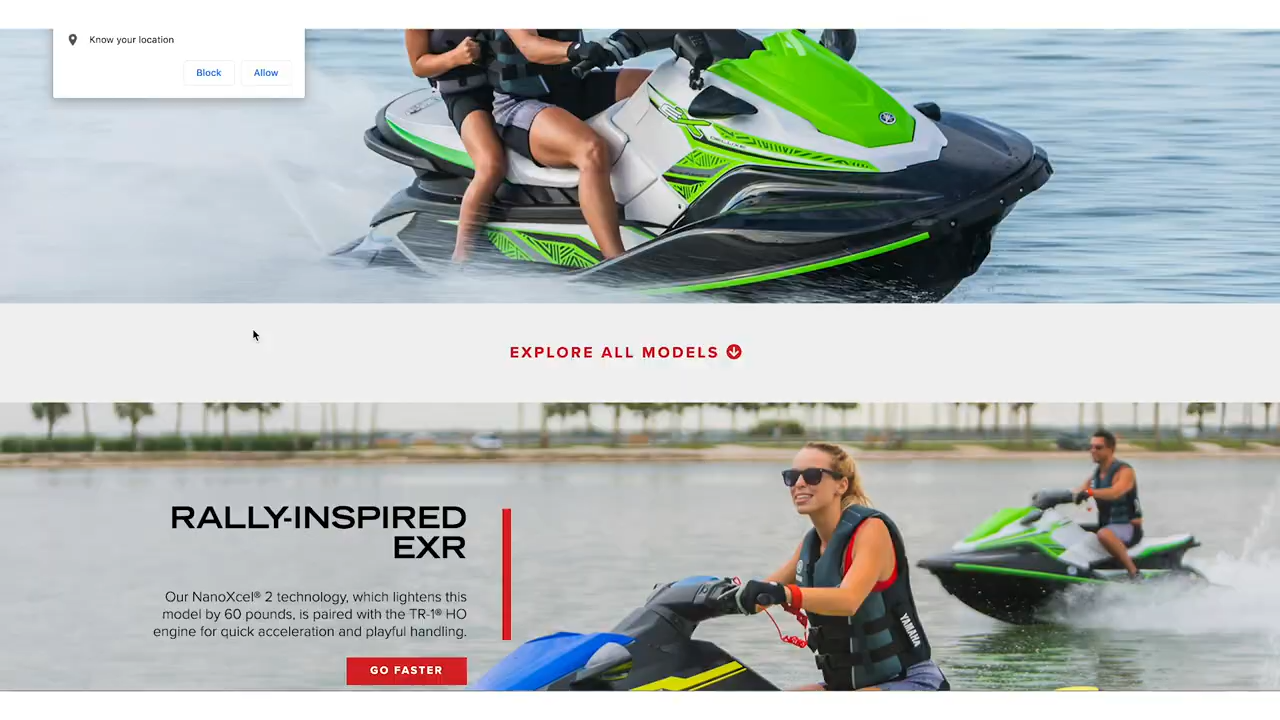 Know your location
Block
Allow
EX
EXPLORE ALL MODELS
RALLY-INSPIRED
EXR
Our NanoXcel® 2 technology, which lightens this
model by 60 pounds, is paired with the TR-1® HO
engine for quick acceleration and playful handling.
GO FASTER
YAMAHA